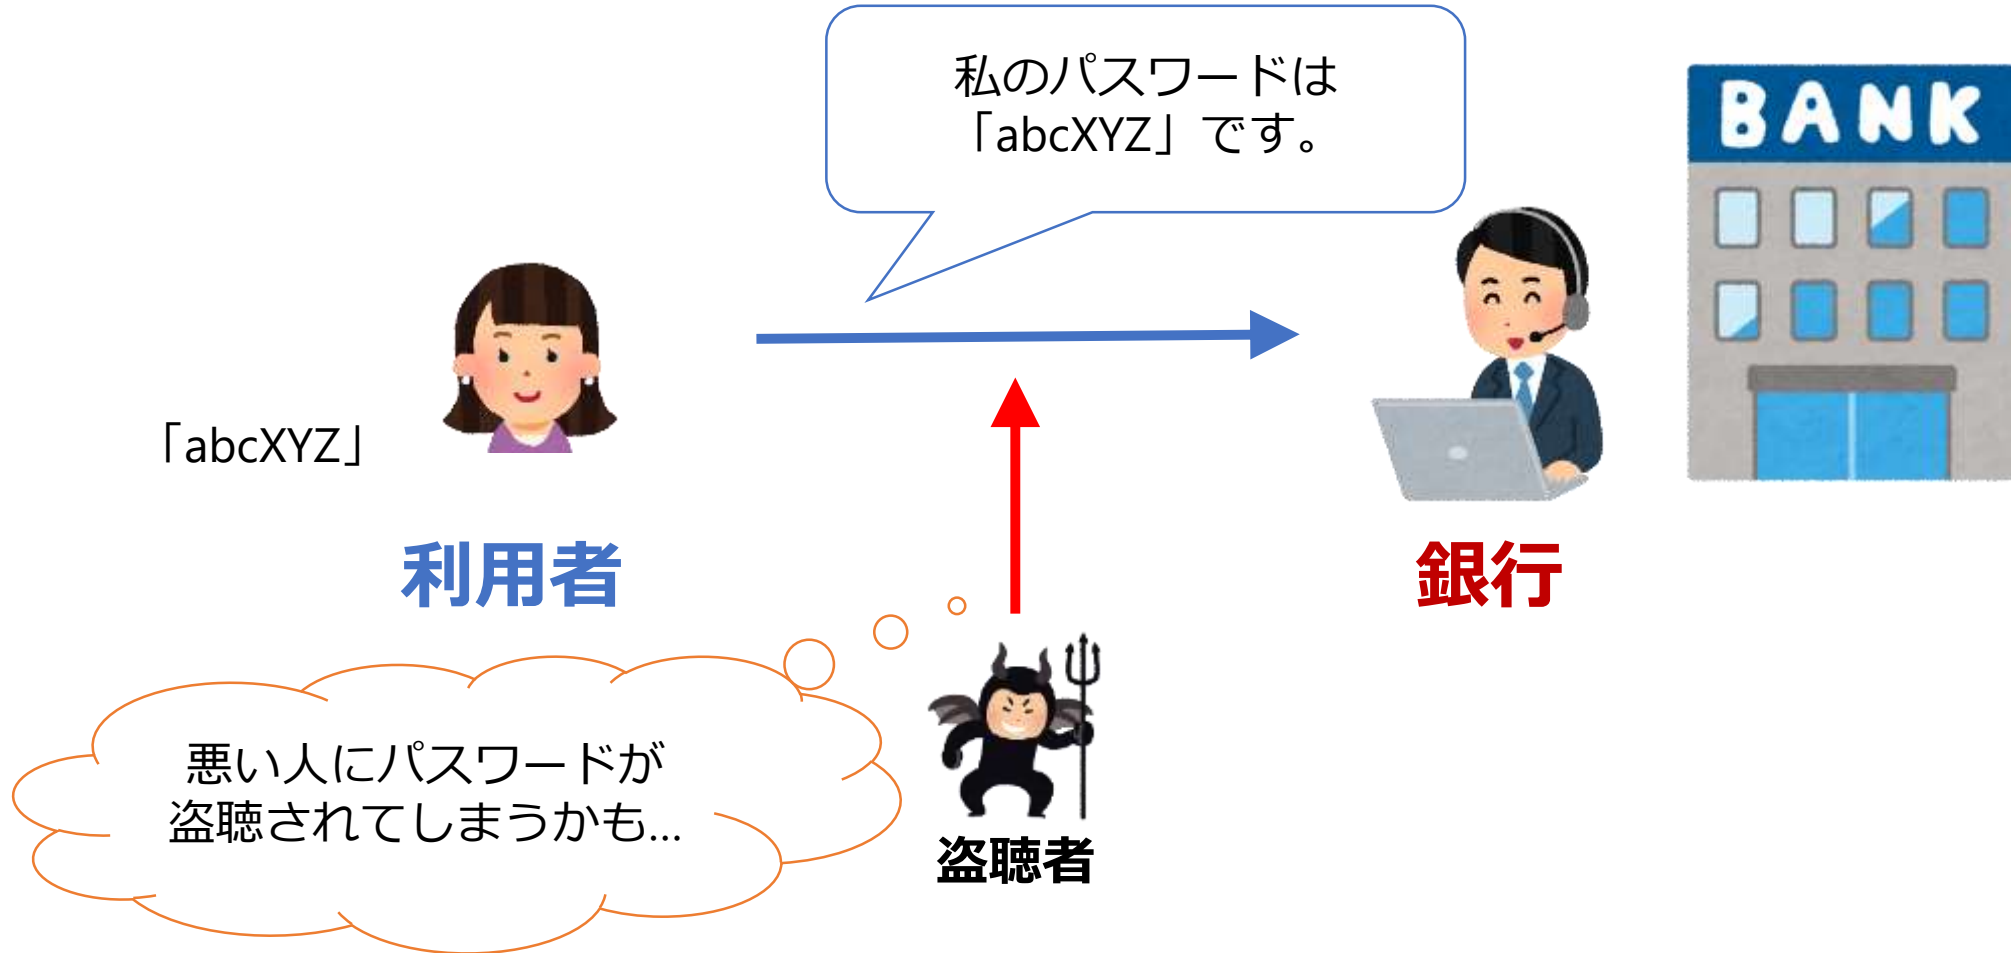 私のパスワードは
「abcXYZ」です。
BANK
「abcXYZ」
利用者
銀行
悪い人にパスワードが
盗聴されてしまうかも...
盗聴者